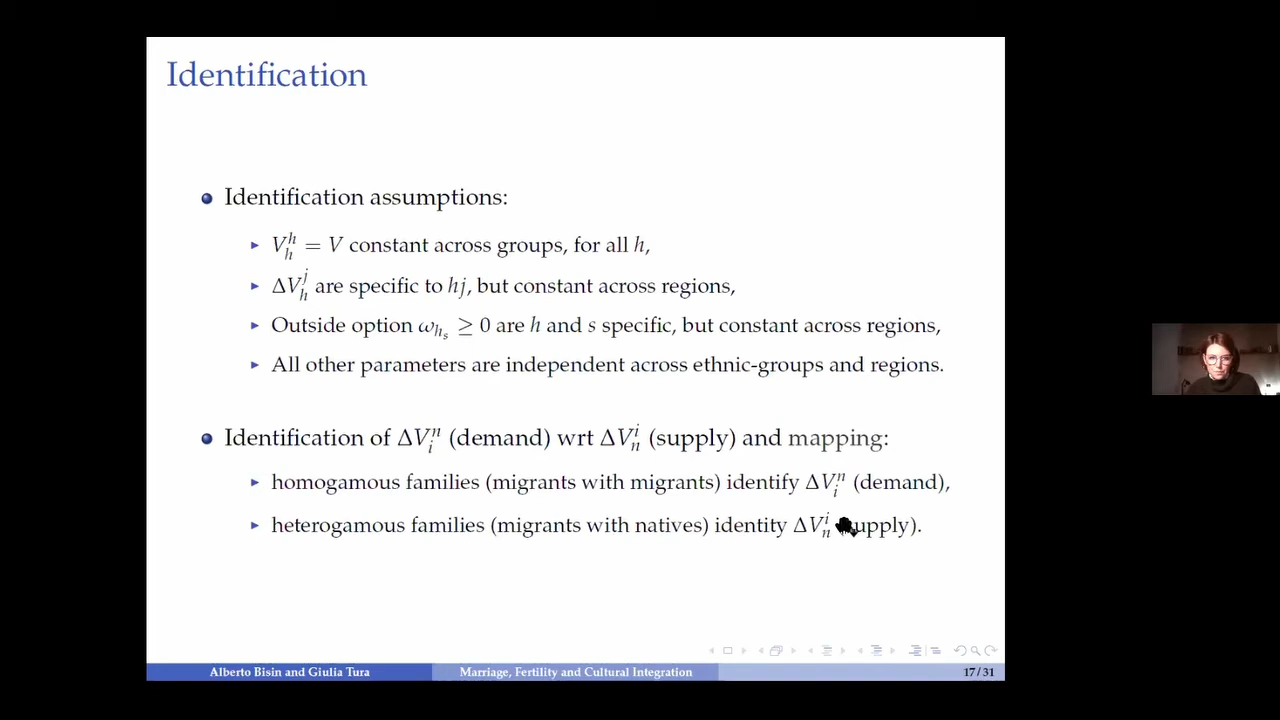 Identification
Identification assumptions:
V_h^h = V constant across groups, for all h,
ΔV_h^j are specific to hj, but constant across regions,
Outside option ω_{h_s} ≥ 0 are h and s specific, but constant across regions,
All other parameters are independent across ethnic-groups and regions.
Identification of ΔV_i^n (demand) wrt ΔV_n^i (supply) and mapping:
homogamous families (migrants with migrants) identify ΔV_i^n (demand),
heterogamous families (migrants with natives) identity ΔV_n^i (supply).
Alberto Bisin and Giulia Tura Marriage, Fertility and Cultural Integration 17 / 31